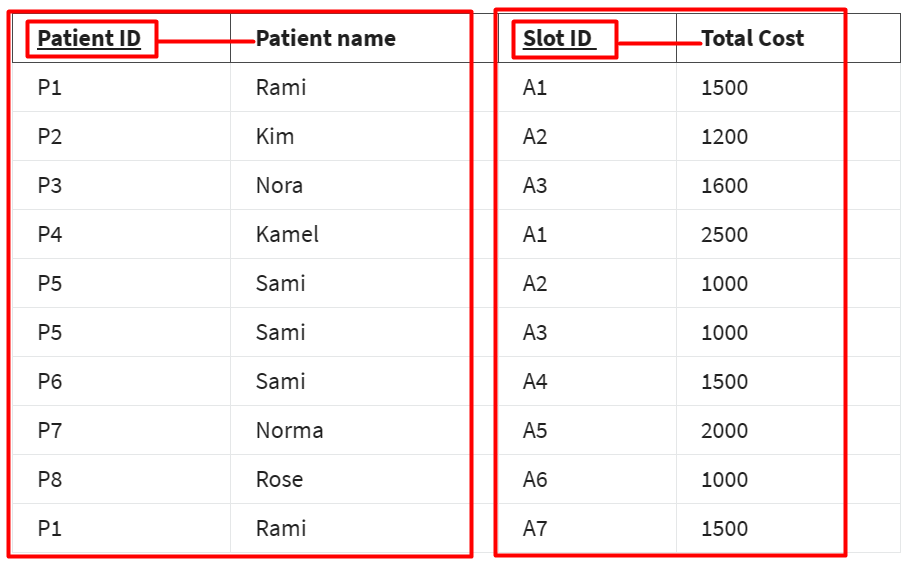 Patient ID Patient name Slot ID Total Cost
P1 Rami A1 1500
P2 Kim A2 1200
P3 Nora A3 1600
P4 Kamel A1 2500
P5 Sami A2 1000
P5 Sami A3 1000
P6 Sami A4 1500
P7 Norma A5 2000
P8 Rose A6 1000
P1 Rami A7 1500